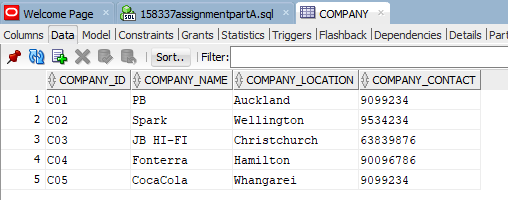 Welcome Page 158337assignmentpartA.sql COMPANY
Columns Data Model Constraints Grants Statistics Triggers Flashback Dependencies Details Part
Sort.. Filter:
COMPANY_ID COMPANY_NAME COMPANY_LOCATION COMPANY_CONTACT
1 C01 PB Auckland 9099234
2 C02 Spark Wellington 9534234
3 C03 JB HI-FI Christchurch 63839876
4 C04 Fonterra Hamilton 90096786
5 C05 CocaCola Whangarei 9099234